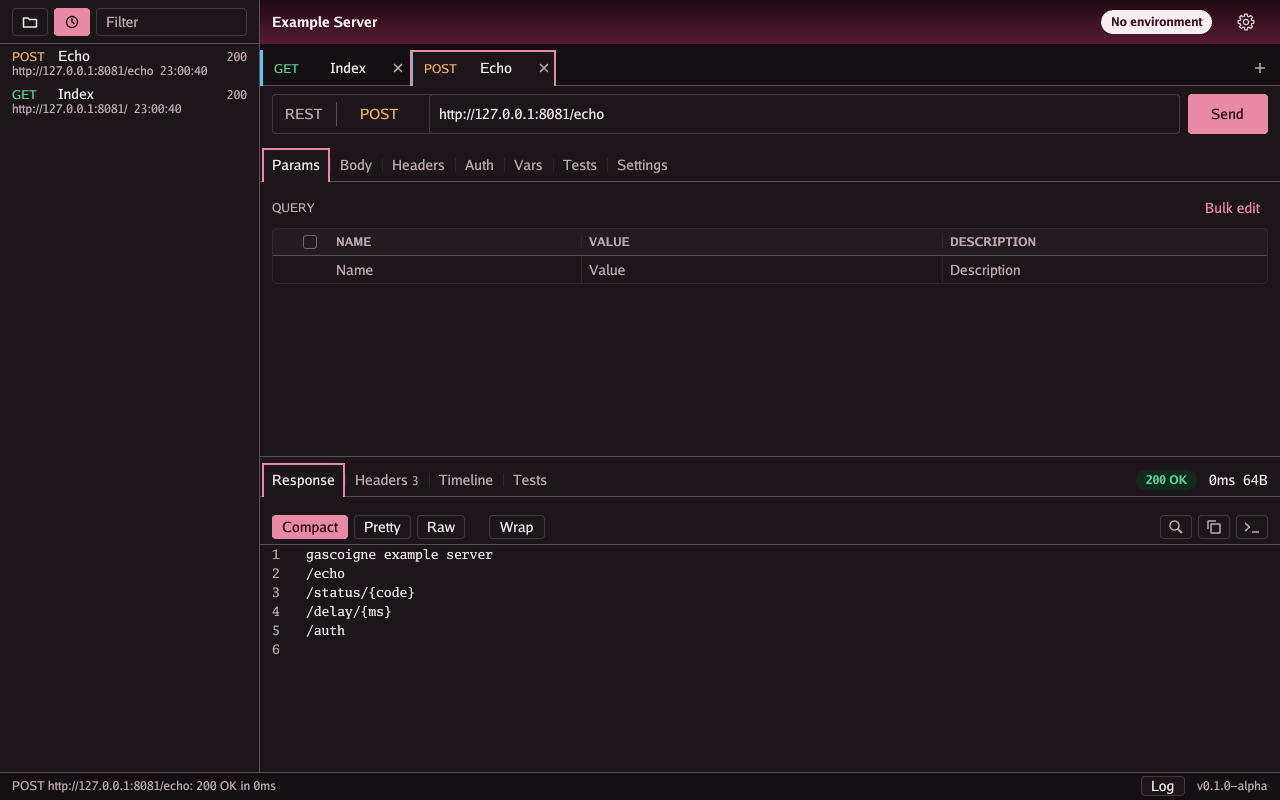 Filter
Example Server
No environment
POST Echo 200
http://127.0.0.1:8081/echo 23:00:40
GET Index 200
http://127.0.0.1:8081/ 23:00:40
GET Index
POST Echo
REST POST http://127.0.0.1:8081/echo Send
Params Body Headers Auth Vars Tests Settings
QUERY Bulk edit
NAME VALUE DESCRIPTION
Name Value Description
Response Headers 3 Timeline Tests 200 OK 0ms 64B
Compact Pretty Raw Wrap
1 gascoigne example server
2 /echo
3 /status/{code}
4 /delay/{ms}
5 /auth
6
POST http://127.0.0.1:8081/echo: 200 OK in 0ms Log v0.1.0-alpha